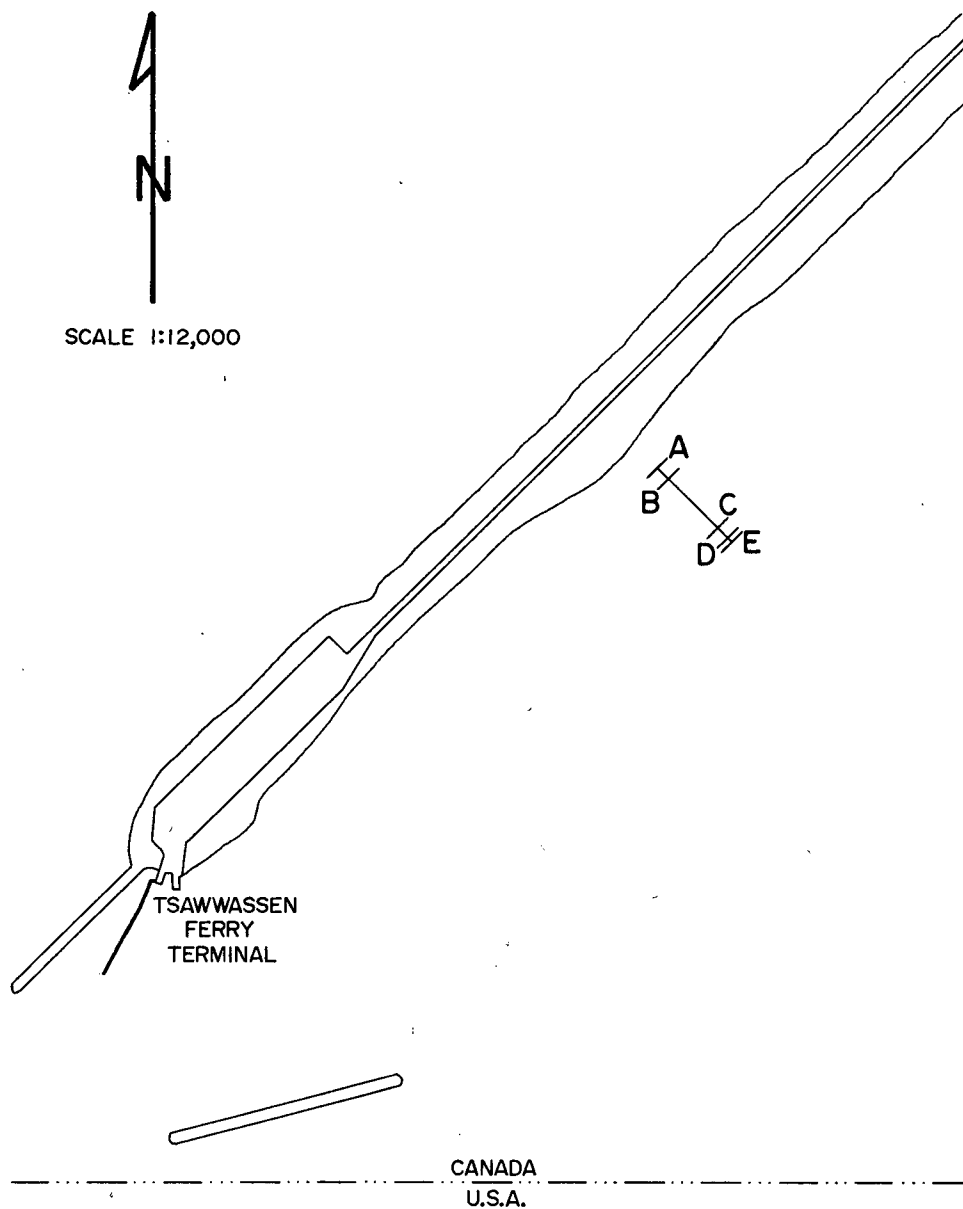 N
SCALE 1:12,000
A
B
C
D
E
TSAWWASSEN
FERRY
TERMINAL
CANADA
U.S.A.